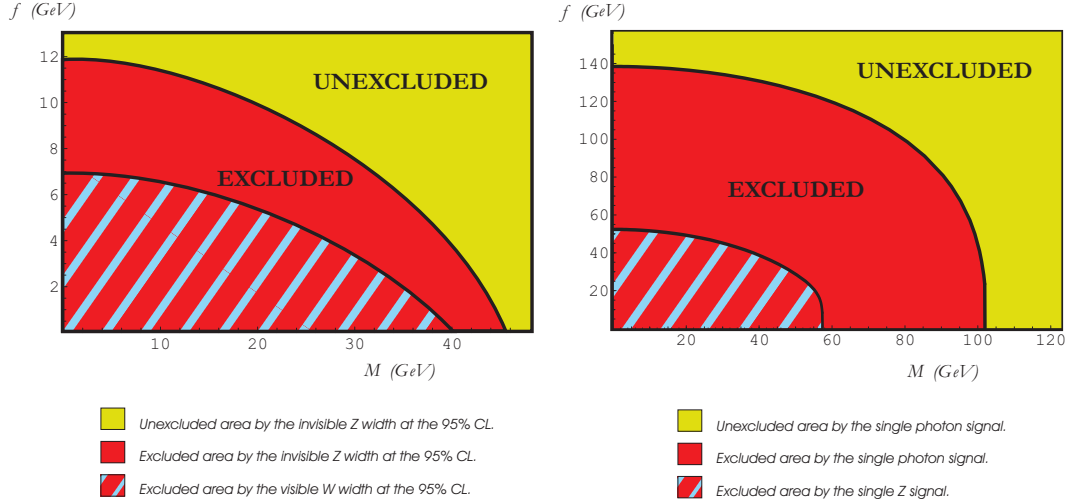 f (GeV)
12
10
8
6
4
2
UNEXCLUDED
EXCLUDED
10 20 30 40
M (GeV)
Unexcluded area by the invisible Z width at the 95% CL.
Excluded area by the invisible Z width at the 95% CL.
Excluded area by the visible W width at the 95% CL.
f (GeV)
140
120
100
80
60
40
20
UNEXCLUDED
EXCLUDED
20 40 60 80 100 120
M (GeV)
Unexcluded area by the single photon signal.
Excluded area by the single photon signal.
Excluded area by the single Z signal.